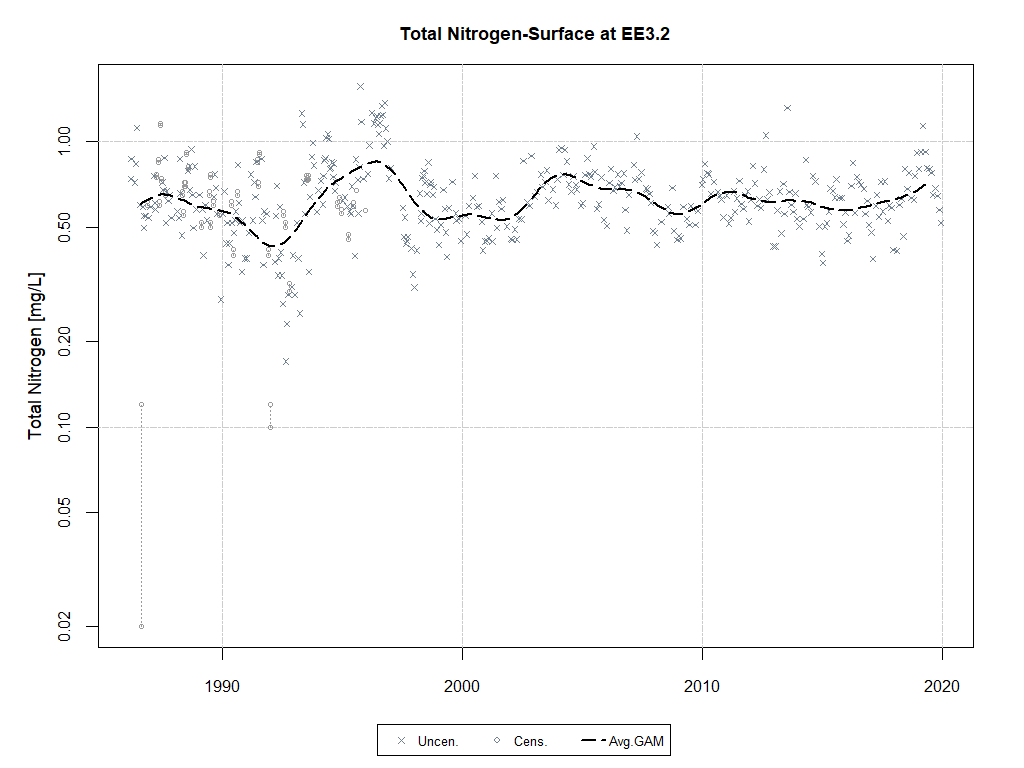 Total Nitrogen-Surface at EE3.2
Total Nitrogen [mg/L]
1.00
0.50
0.20
0.10
0.05
0.02
1990 2000 2010 2020
Uncen. Cens. Avg.GAM